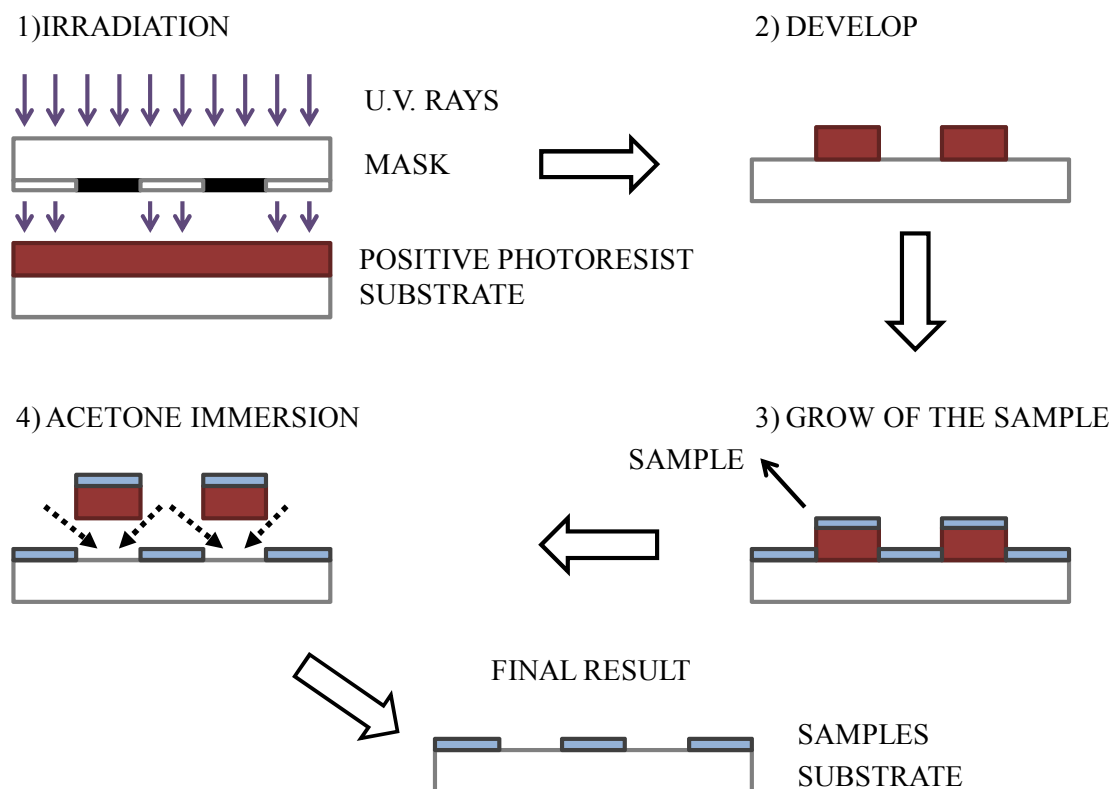 1)IRRADIATION
U.V. RAYS
MASK
POSITIVE PHOTORESIST
SUBSTRATE
2) DEVELOP
3) GROW OF THE SAMPLE
SAMPLE
4) ACETONE IMMERSION
FINAL RESULT
SAMPLES
SUBSTRATE